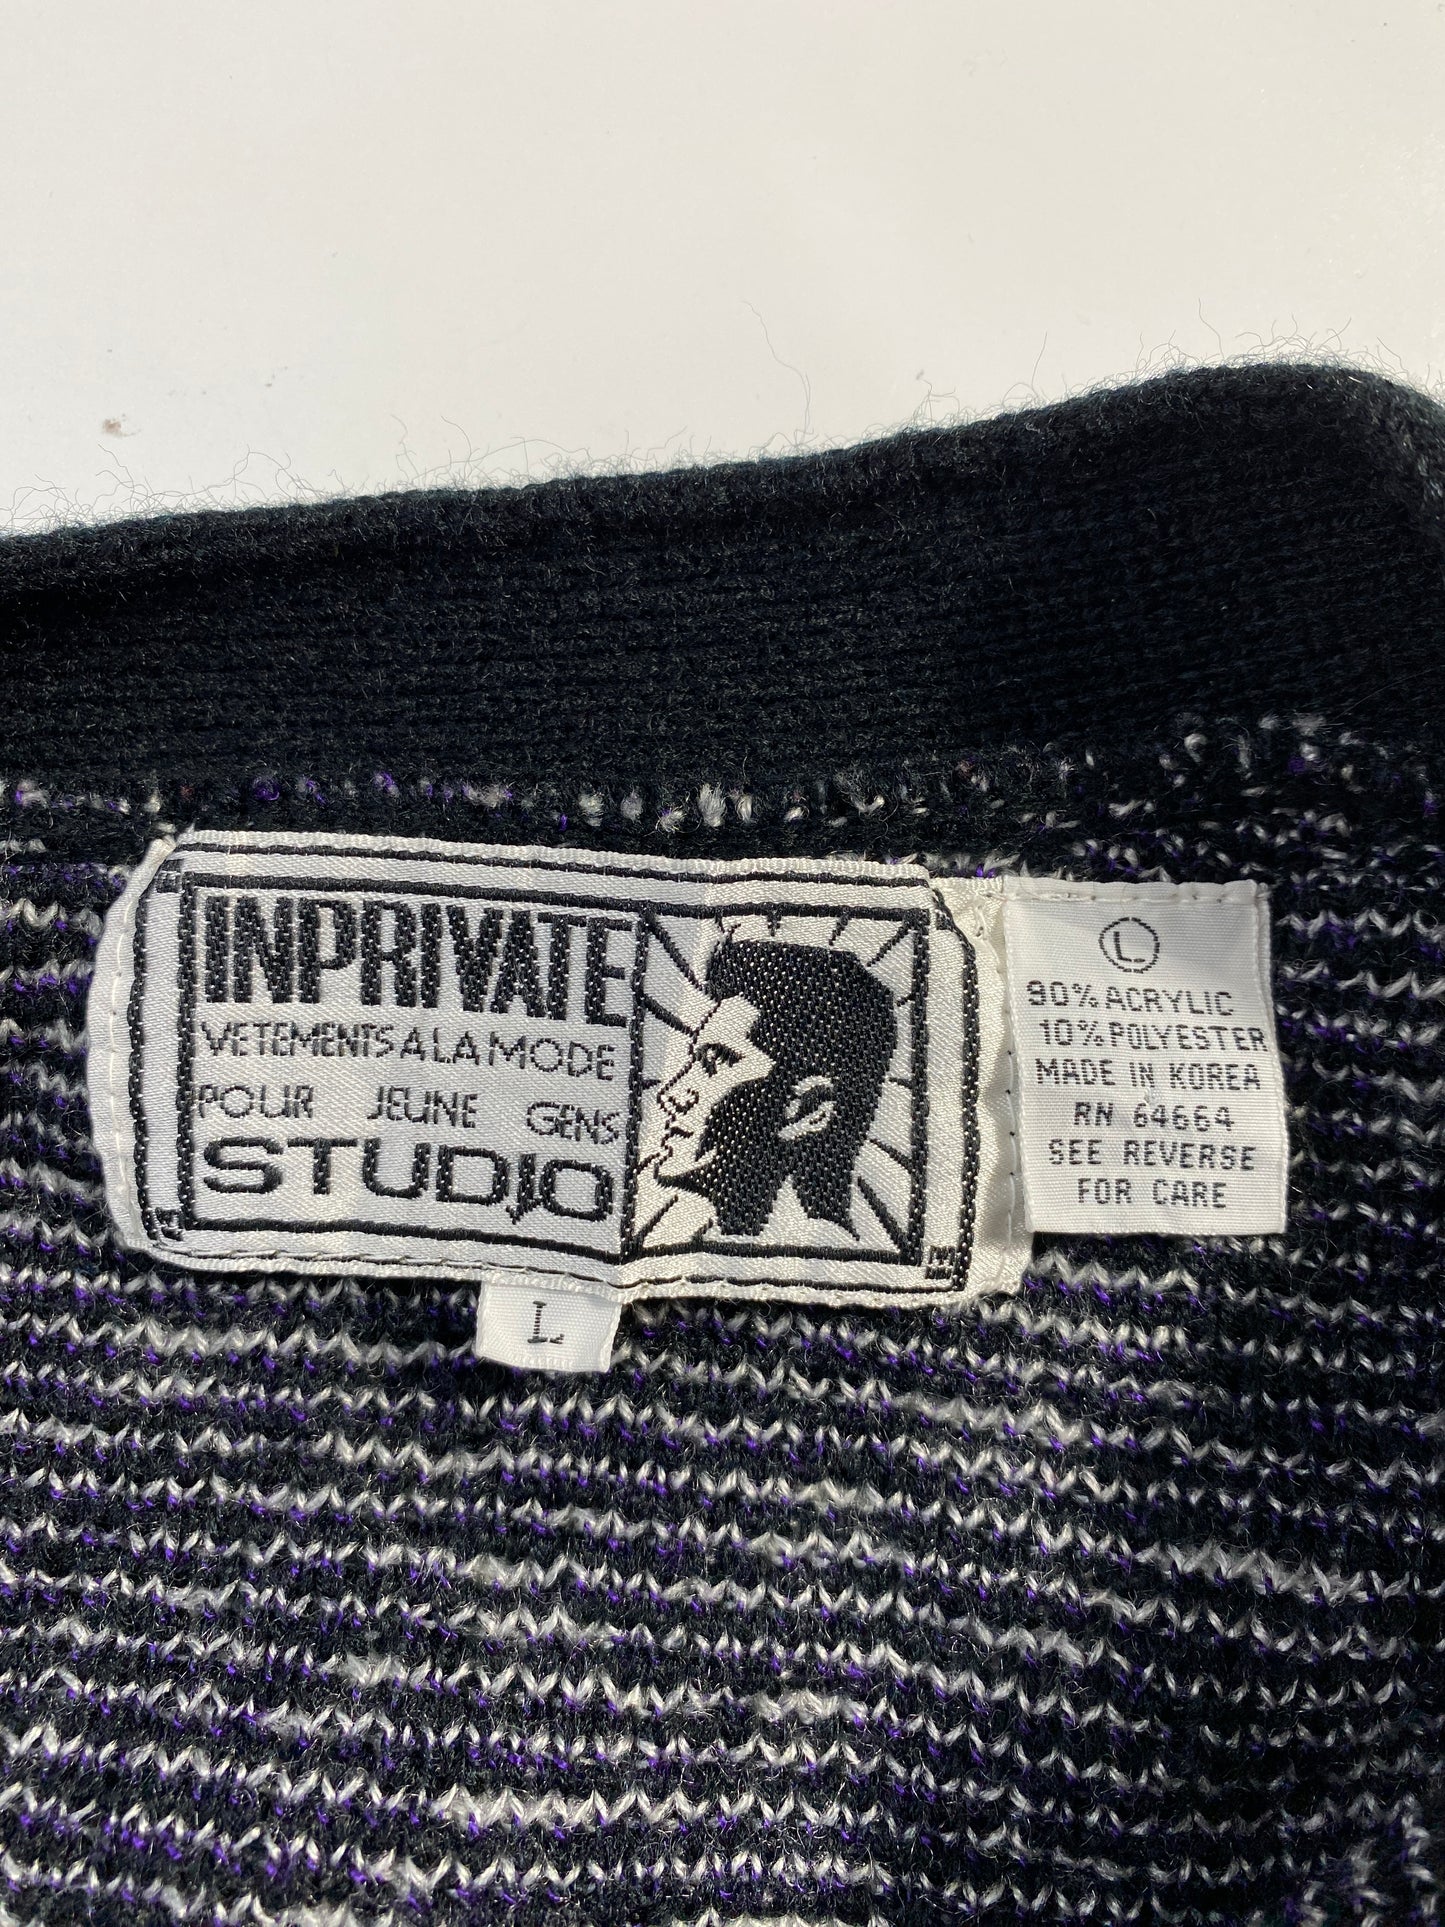 INPRIVATE
VETEMENTS A LA MODE
POUR JEUNE GENS
STUDIO
L
L
90% ACRYLIC
10% POLYESTER
MADE IN KOREA
RN 64664
SEE REVERSE
FOR CARE